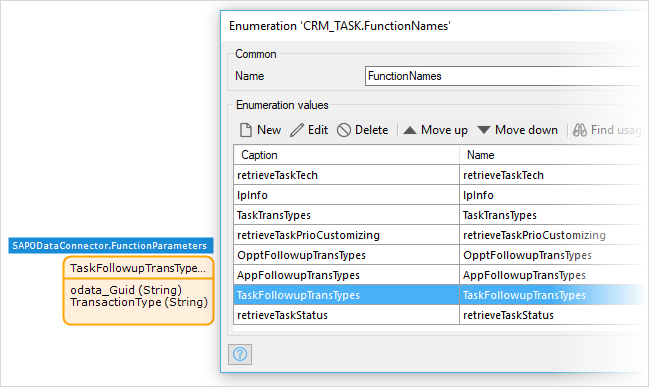 Enumeration 'CRM_TASK.FunctionNames'
Common
Name FunctionNames
Enumeration values
New Edit Delete Move up Move down Find usag
Caption Name
retrieveTaskTech retrieveTaskTech
IpInfo IpInfo
TaskTransTypes TaskTransTypes
retrieveTaskPrioCustomizing retrieveTaskPrioCustomizing
OpptFollowupTransTypes OpptFollowupTransTypes
AppFollowupTransTypes AppFollowupTransTypes
TaskFollowupTransTypes TaskFollowupTransTypes
retrieveTaskStatus retrieveTaskStatus
?
SAPODataConnector.FunctionParameters
TaskFollowupTransType...
odata_Guid (String)
TransactionType (String)